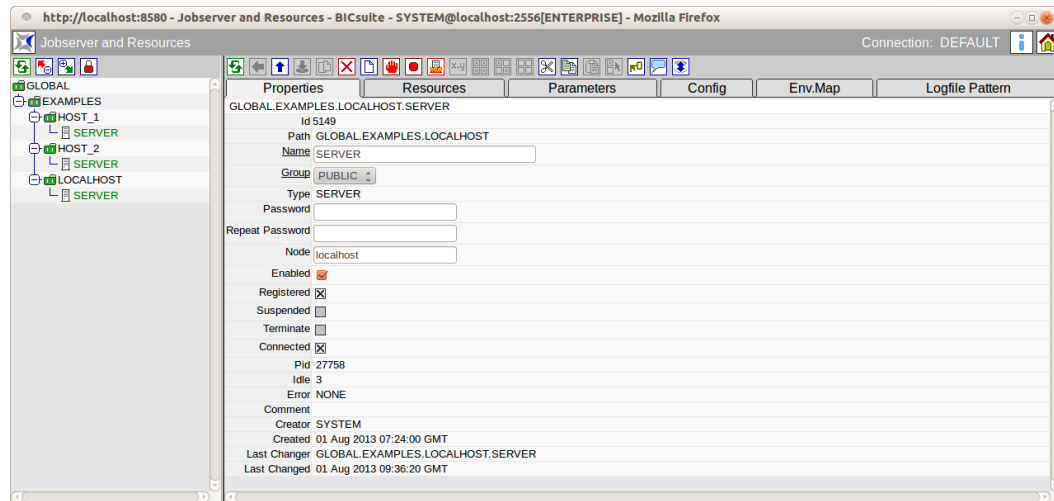 http://localhost:8580 - Jobserver and Resources - BICsuite - SYSTEM@localhost:2556[ENTERPRISE] - Mozilla Firefox
Jobserver and Resources
Connection: DEFAULT
GLOBAL
EXAMPLES
HOST_1
SERVER
HOST_2
SERVER
LOCALHOST
SERVER
x.y
Properties Resources Parameters Config Env.Map Logfile Pattern
GLOBAL.EXAMPLES.LOCALHOST.SERVER
Id 5149
Path GLOBAL.EXAMPLES.LOCALHOST
Name SERVER
Group PUBLIC
Type SERVER
Password
Repeat Password
Node localhost
Enabled
Registered
Suspended
Terminate
Connected
Pid 27758
Idle 3
Error NONE
Comment
Creator SYSTEM
Created 01 Aug 2013 07:24:00 GMT
Last Changer GLOBAL.EXAMPLES.LOCALHOST.SERVER
Last Changed 01 Aug 2013 09:36:20 GMT